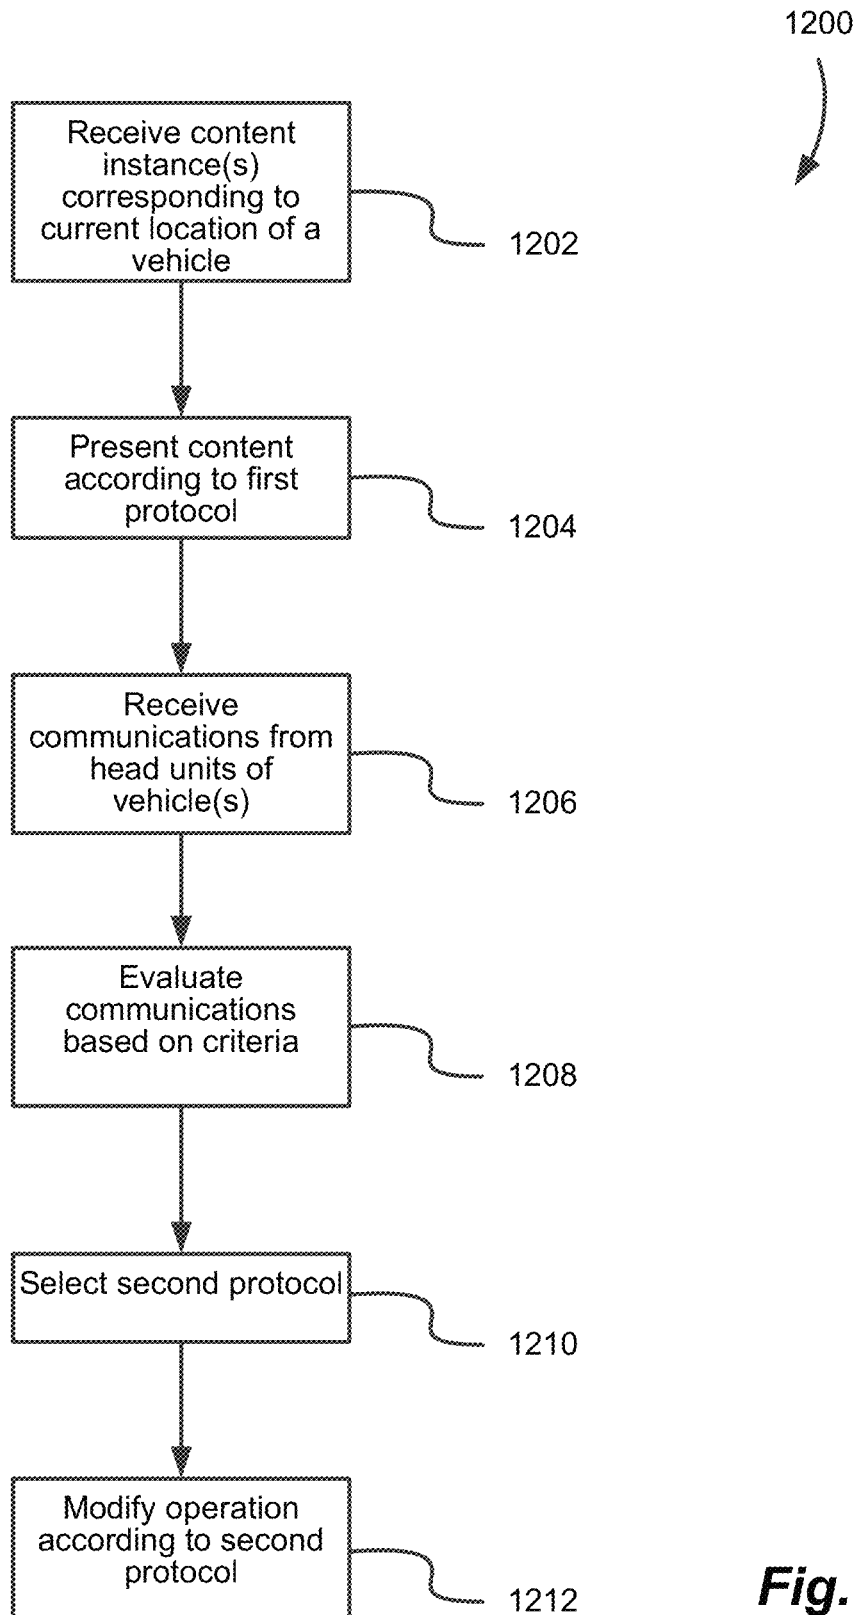 1200
Receive content
instance(s)
corresponding to
current location of a
vehicle
1202
Present content
according to first
protocol
1204
Receive
communications from
head units of
vehicle(s)
1206
Evaluate
communications
based on criteria
1208
Select second protocol
1210
Modify operation
according to second
protocol
1212
Fig.